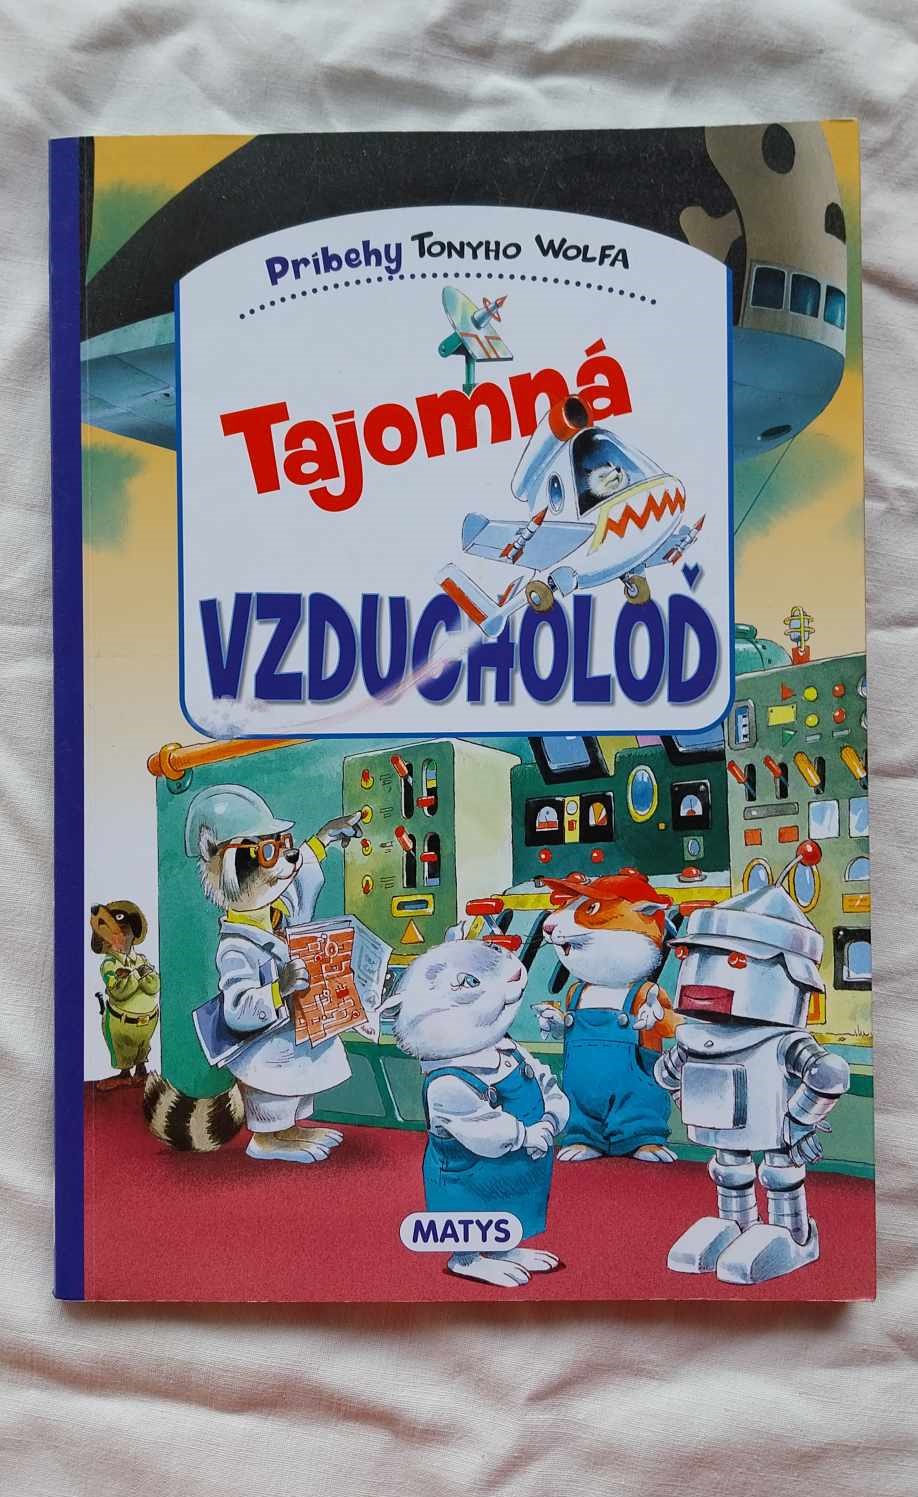 Príbehy TONYHO WOLFA
Tajomná
VZDUCHOLOĎ
MATYS